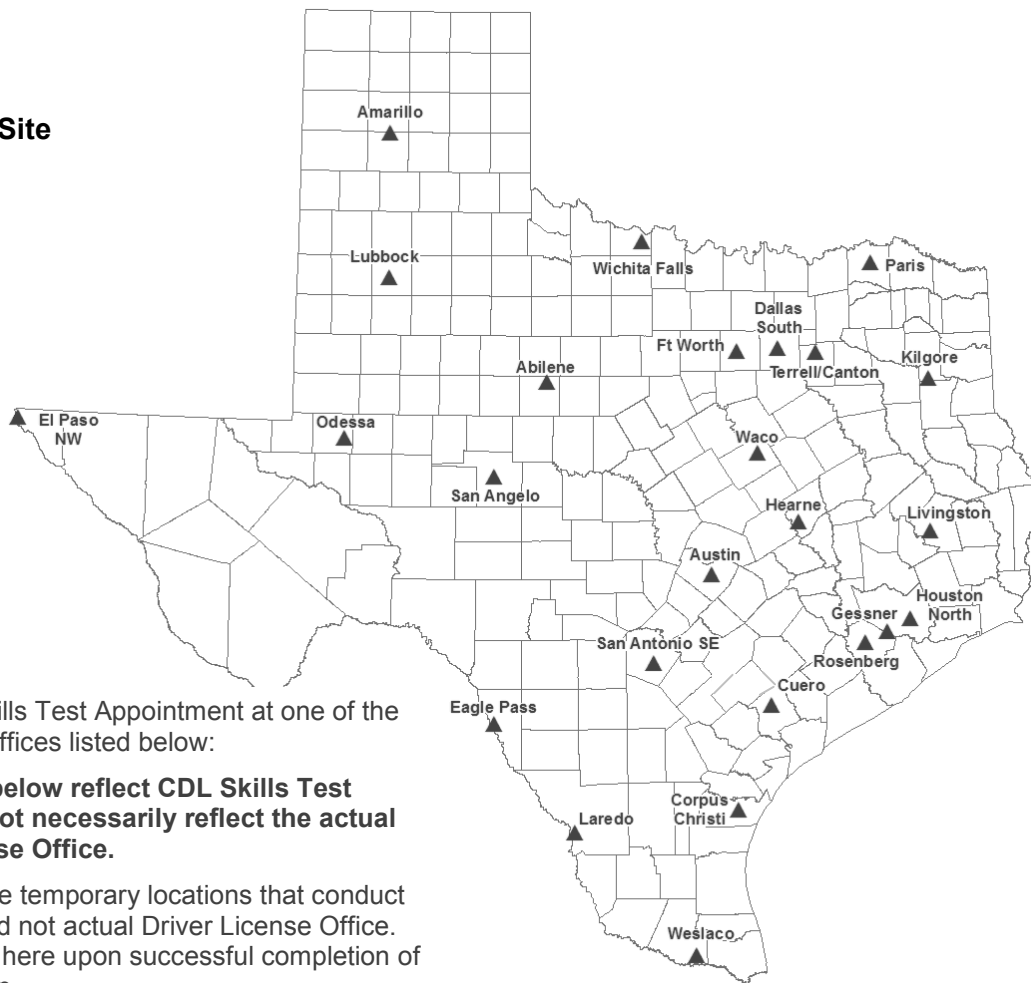 Site
Amarillo
Wichita Falls
Lubbock
Paris
Dallas
South
Ft Worth
Terrell/Canton
Kilgore
Abilene
El Paso
NW
Odessa
Waco
San Angelo
Hearne
Livingston
Austin
Houston
North
Gessner
San Antonio SE
Rosenberg
Cuero
Eagle Pass
Corpus
Christi
Laredo
Weslaco
ills Test Appointment at one of the
ffices listed below:
below reflect CDL Skills Test
ot necessarily reflect the actual
se Office.
e temporary locations that conduct
d not actual Driver License Office.
here upon successful completion of